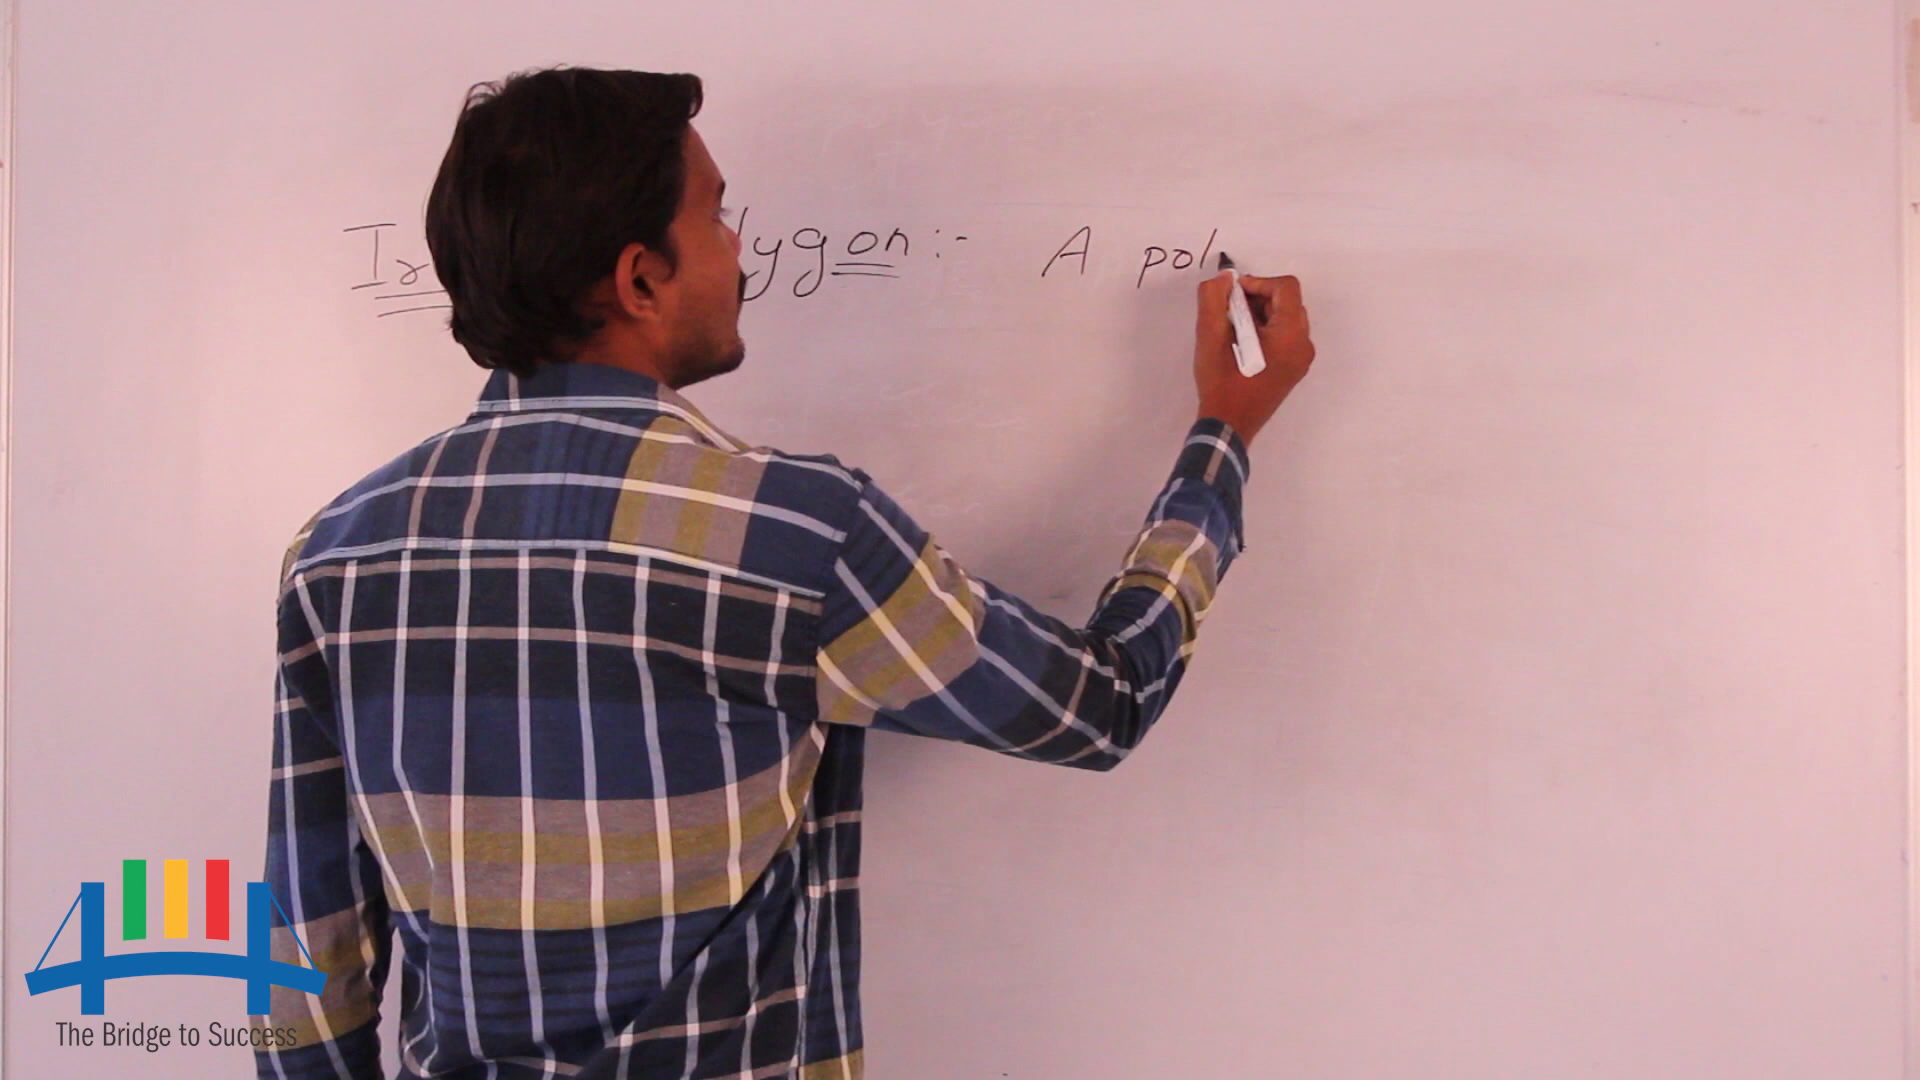 Ir lygon :- A pol
The Bridge to Success